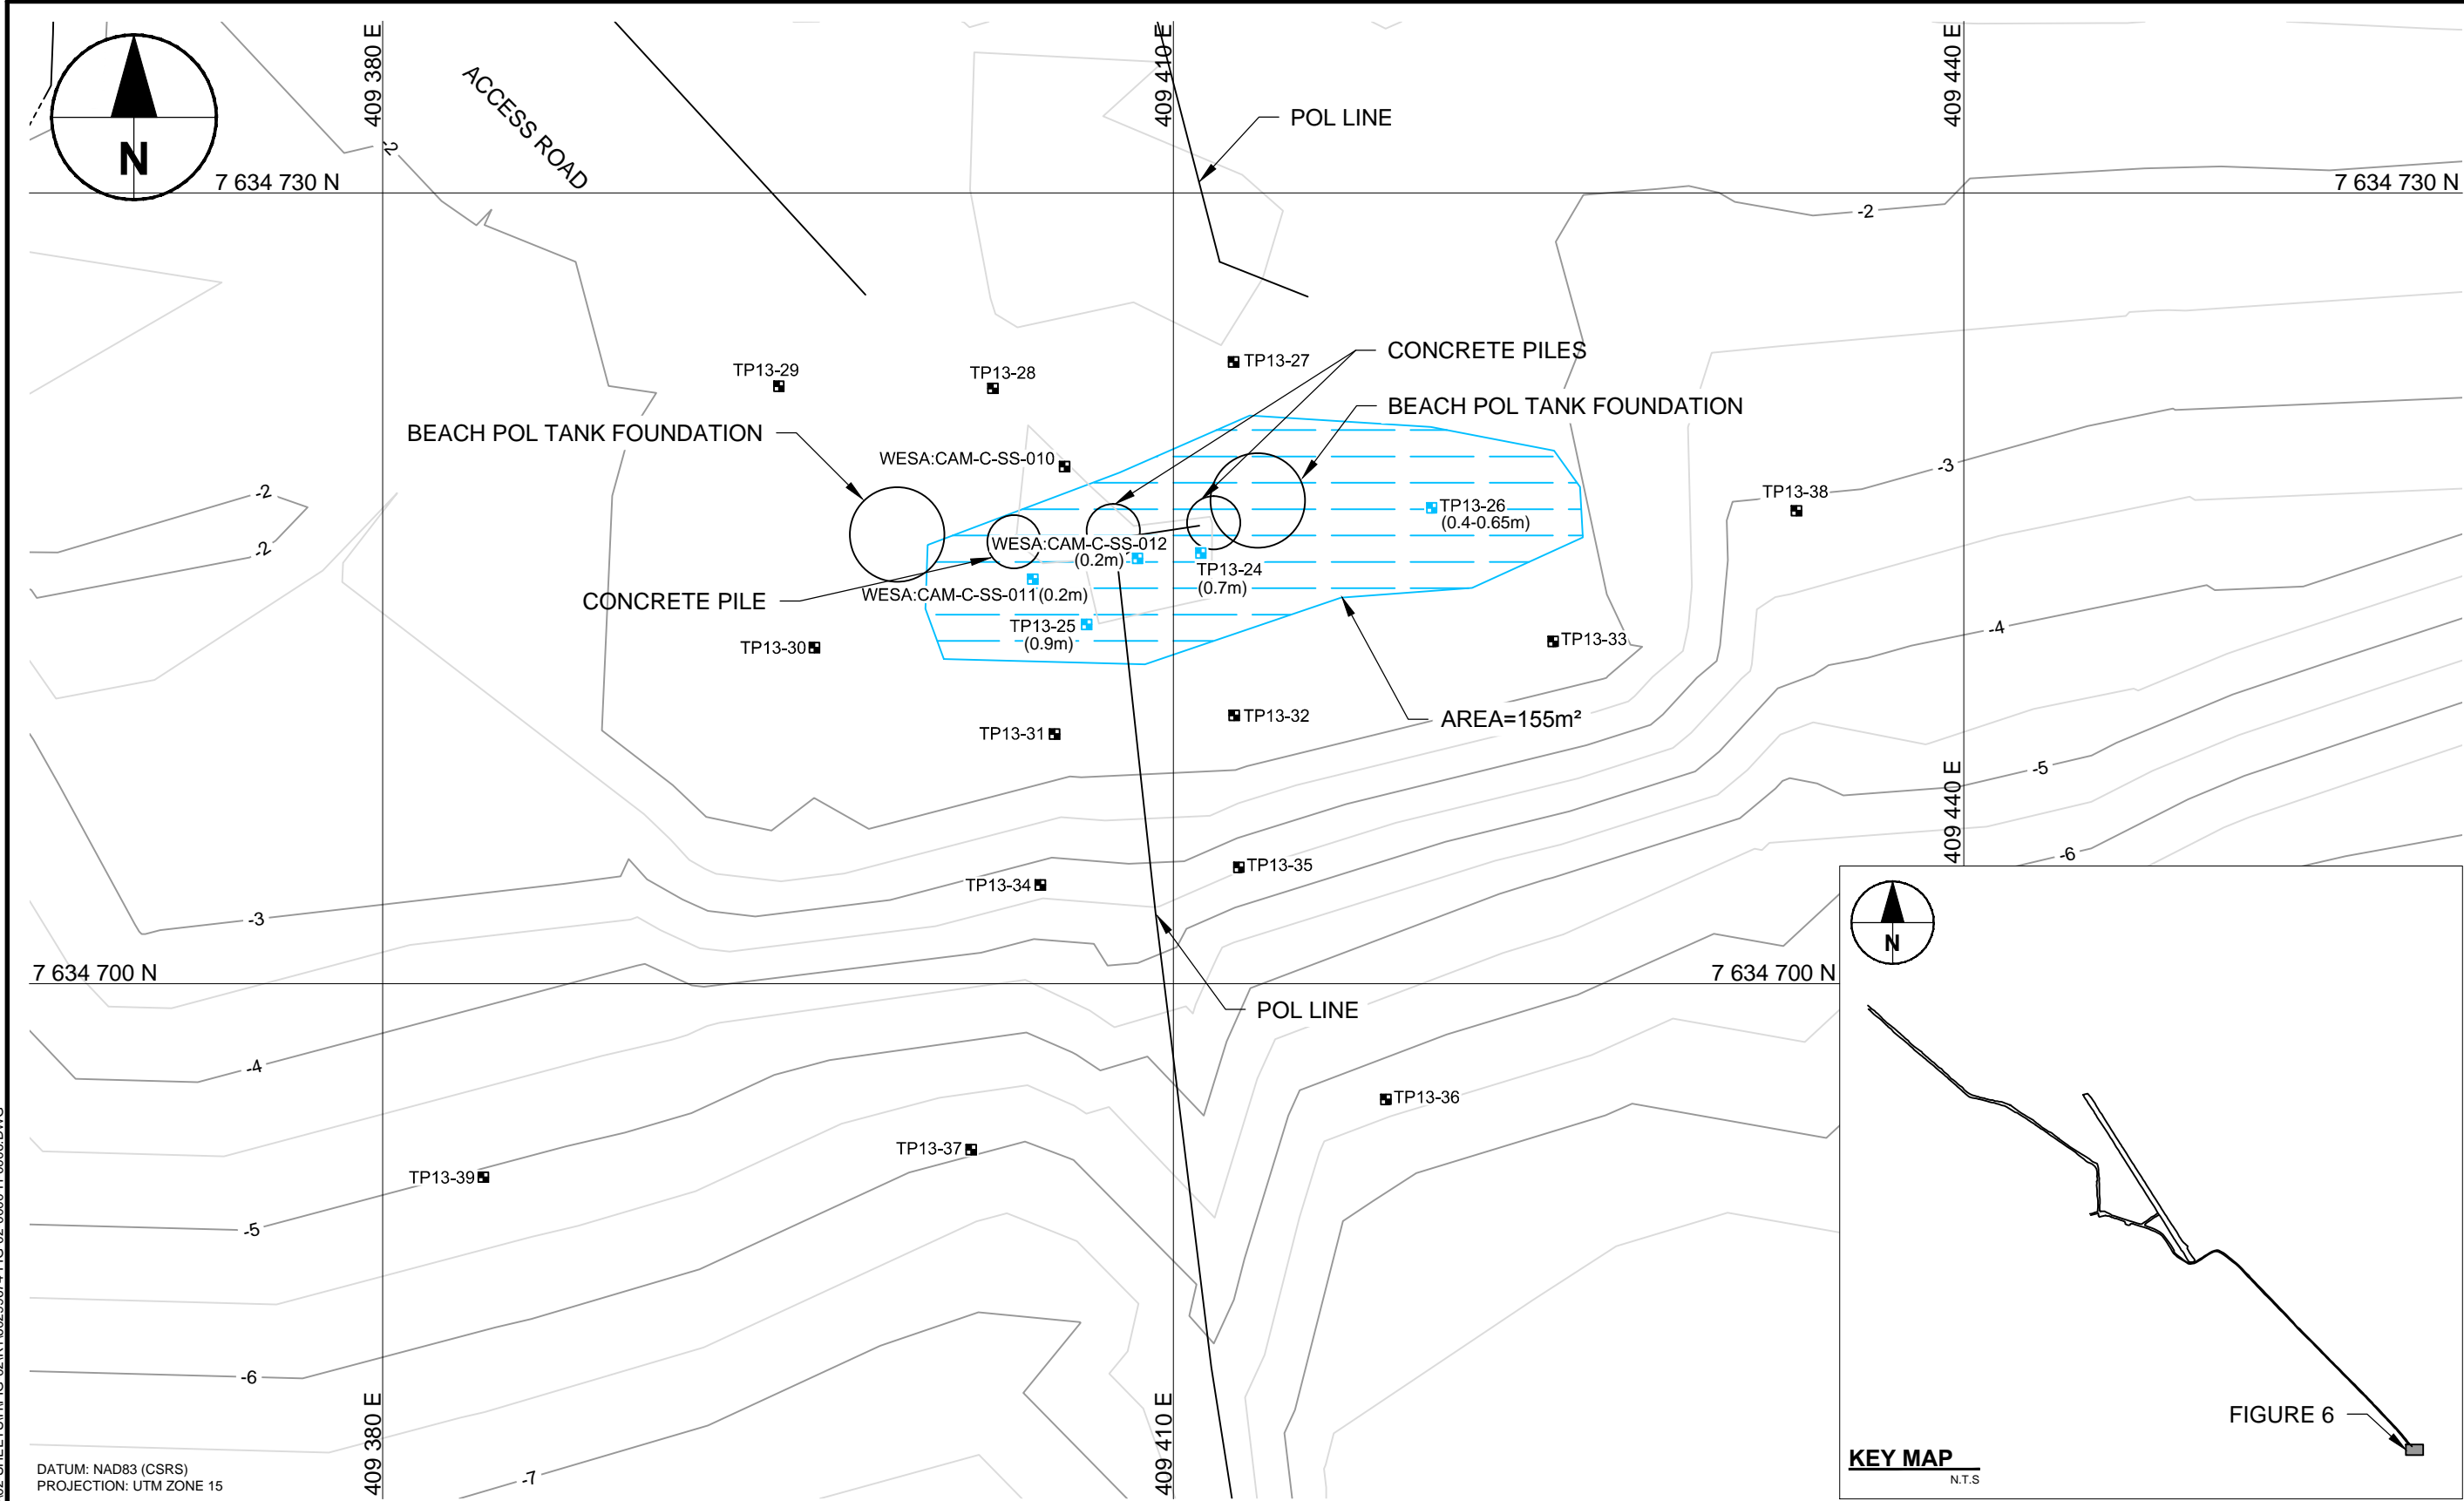 409 380 E
409 410 E
409 440 E
ACCESS ROAD
POL LINE
N
7 634 730 N
7 634 730 N
-2
-2
TP13-29
TP13-28
TP13-27
CONCRETE PILES
BEACH POL TANK FOUNDATION
BEACH POL TANK FOUNDATION
WESA:CAM-C-SS-010
-3
-2
TP13-38
TP13-26
(0.4-0.65m)
-2
WESA:CAM-C-SS-012
(0.2m)
TP13-24
(0.7m)
CONCRETE PILE
WESA:CAM-C-SS-011(0.2m)
TP13-25
(0.9m)
-4
TP13-30
TP13-33
TP13-32
AREA=155m²
TP13-31
-5
409 440 E
-6
TP13-35
TP13-34
-3
N
7 634 700 N
7 634 700 N
POL LINE
-4
TP13-36
TP13-37
TP13-39
-5
-6
409 380 E
409 410 E
FIGURE 6
KEY MAP
N.T.S
DATUM: NAD83 (CSRS)
PROJECTION: UTM ZONE 15
-7